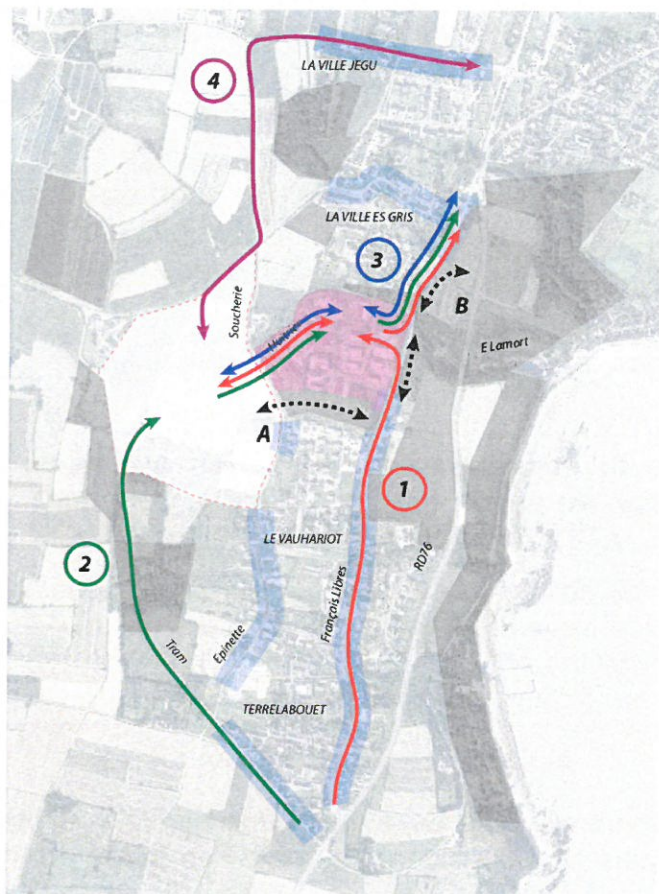 LA VILLE JEGU
4
LA VILLE ES GRIS
3
Soucherie
B
E Lamort
A
1
LE VAUHARIOT
RD76
2
François Libres
Epinette
Tram
TERRELABOUET